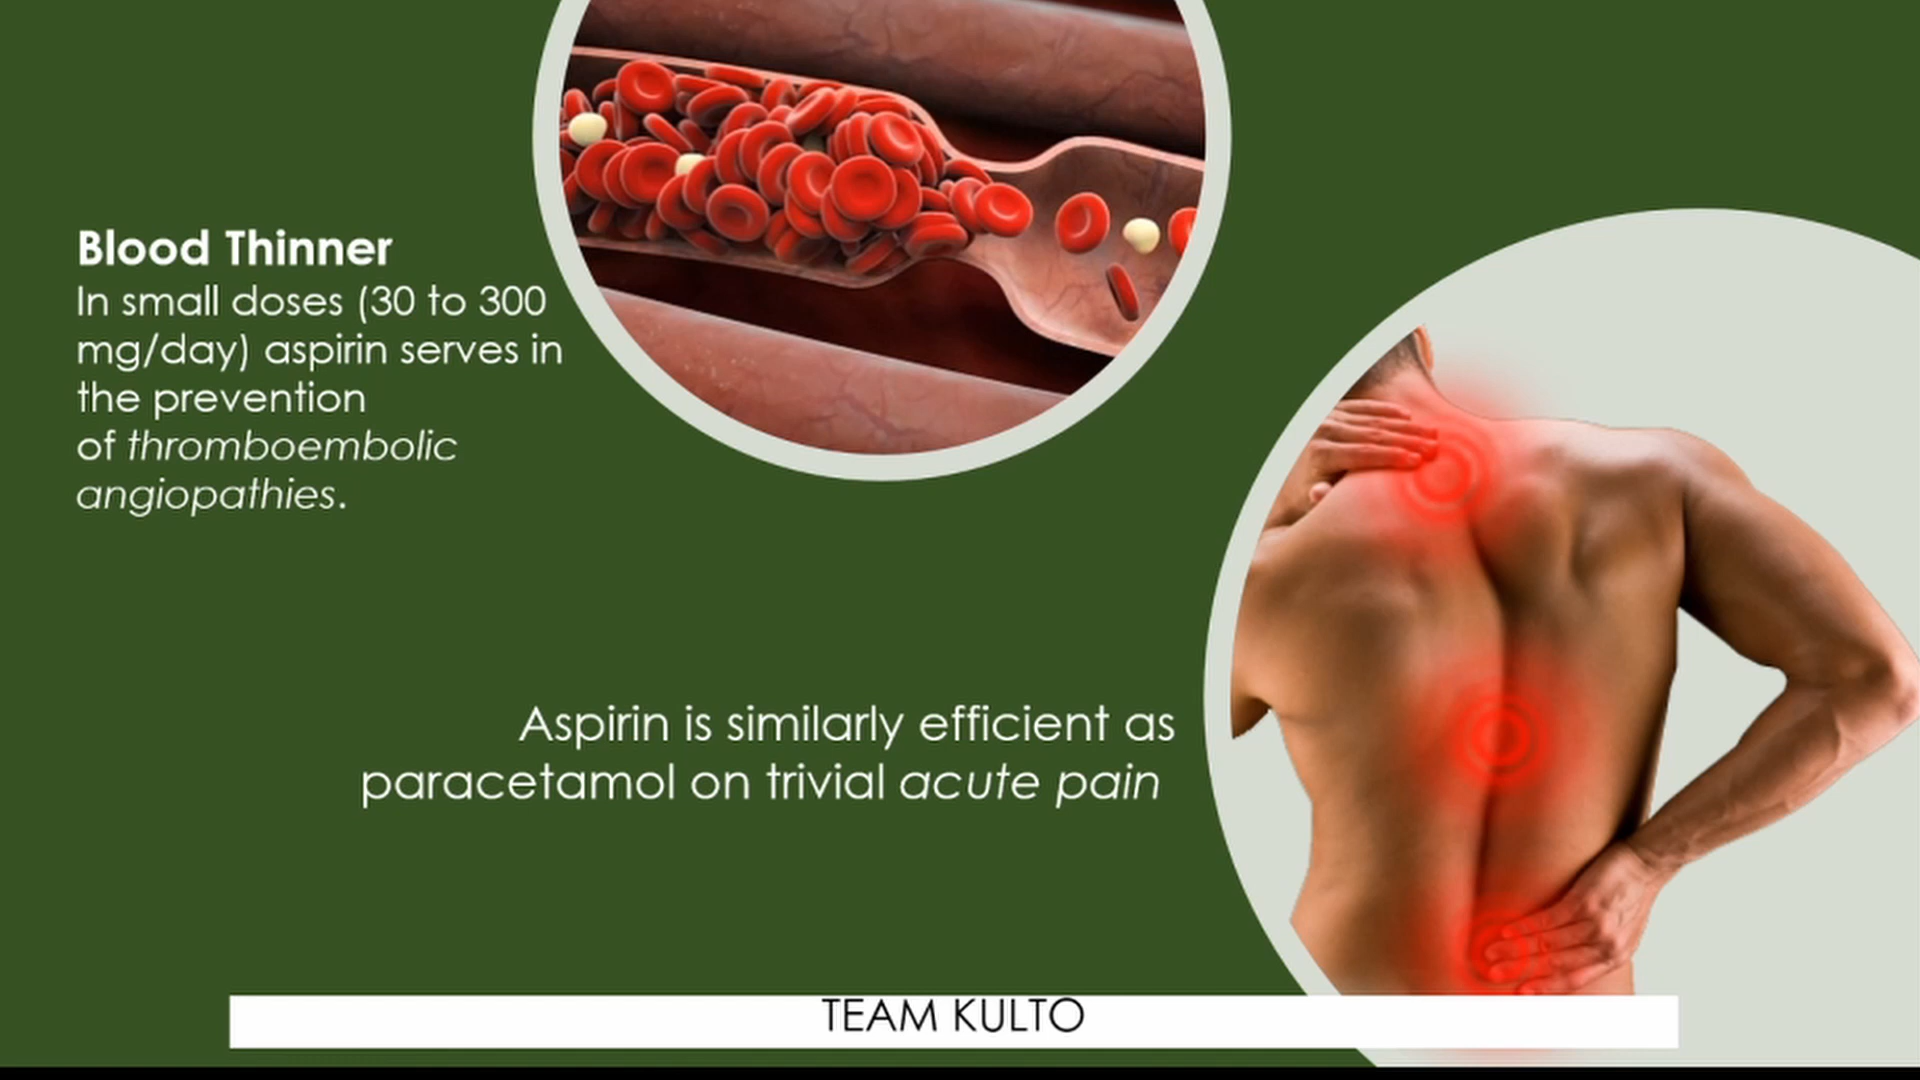 Blood Thinner
In small doses (30 to 300
mg/day) aspirin serves in
the prevention
of thromboembolic
angiopathies.
Aspirin is similarly efficient as
paracetamol on trivial acute pain
TEAM KULTO